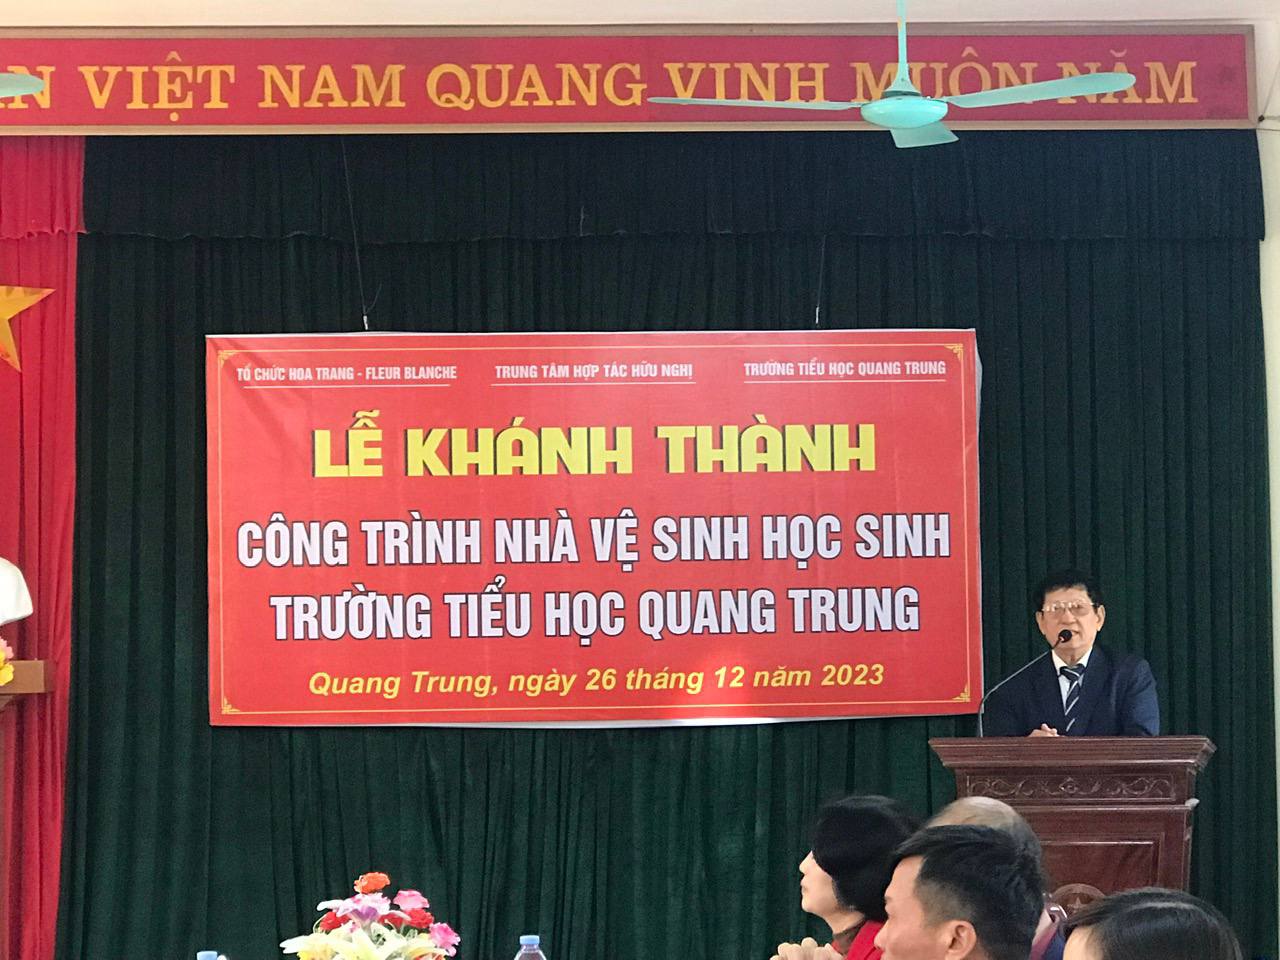 VIỆT NAM QUANG VINH MUÔN NĂM
TỔ CHỨC HOA TRANG - FLEUR BLANCHE
TRUNG TÂM HỢP TÁC HỮU NGHỊ
TRƯỜNG TIỂU HỌC QUANG TRUNG
LỄ KHÁNH THÀNH
CÔNG TRÌNH NHÀ VỆ SINH HỌC SINH
TRƯỜNG TIỂU HỌC QUANG TRUNG
Quang Trung, ngày 26 tháng 12 năm 2023